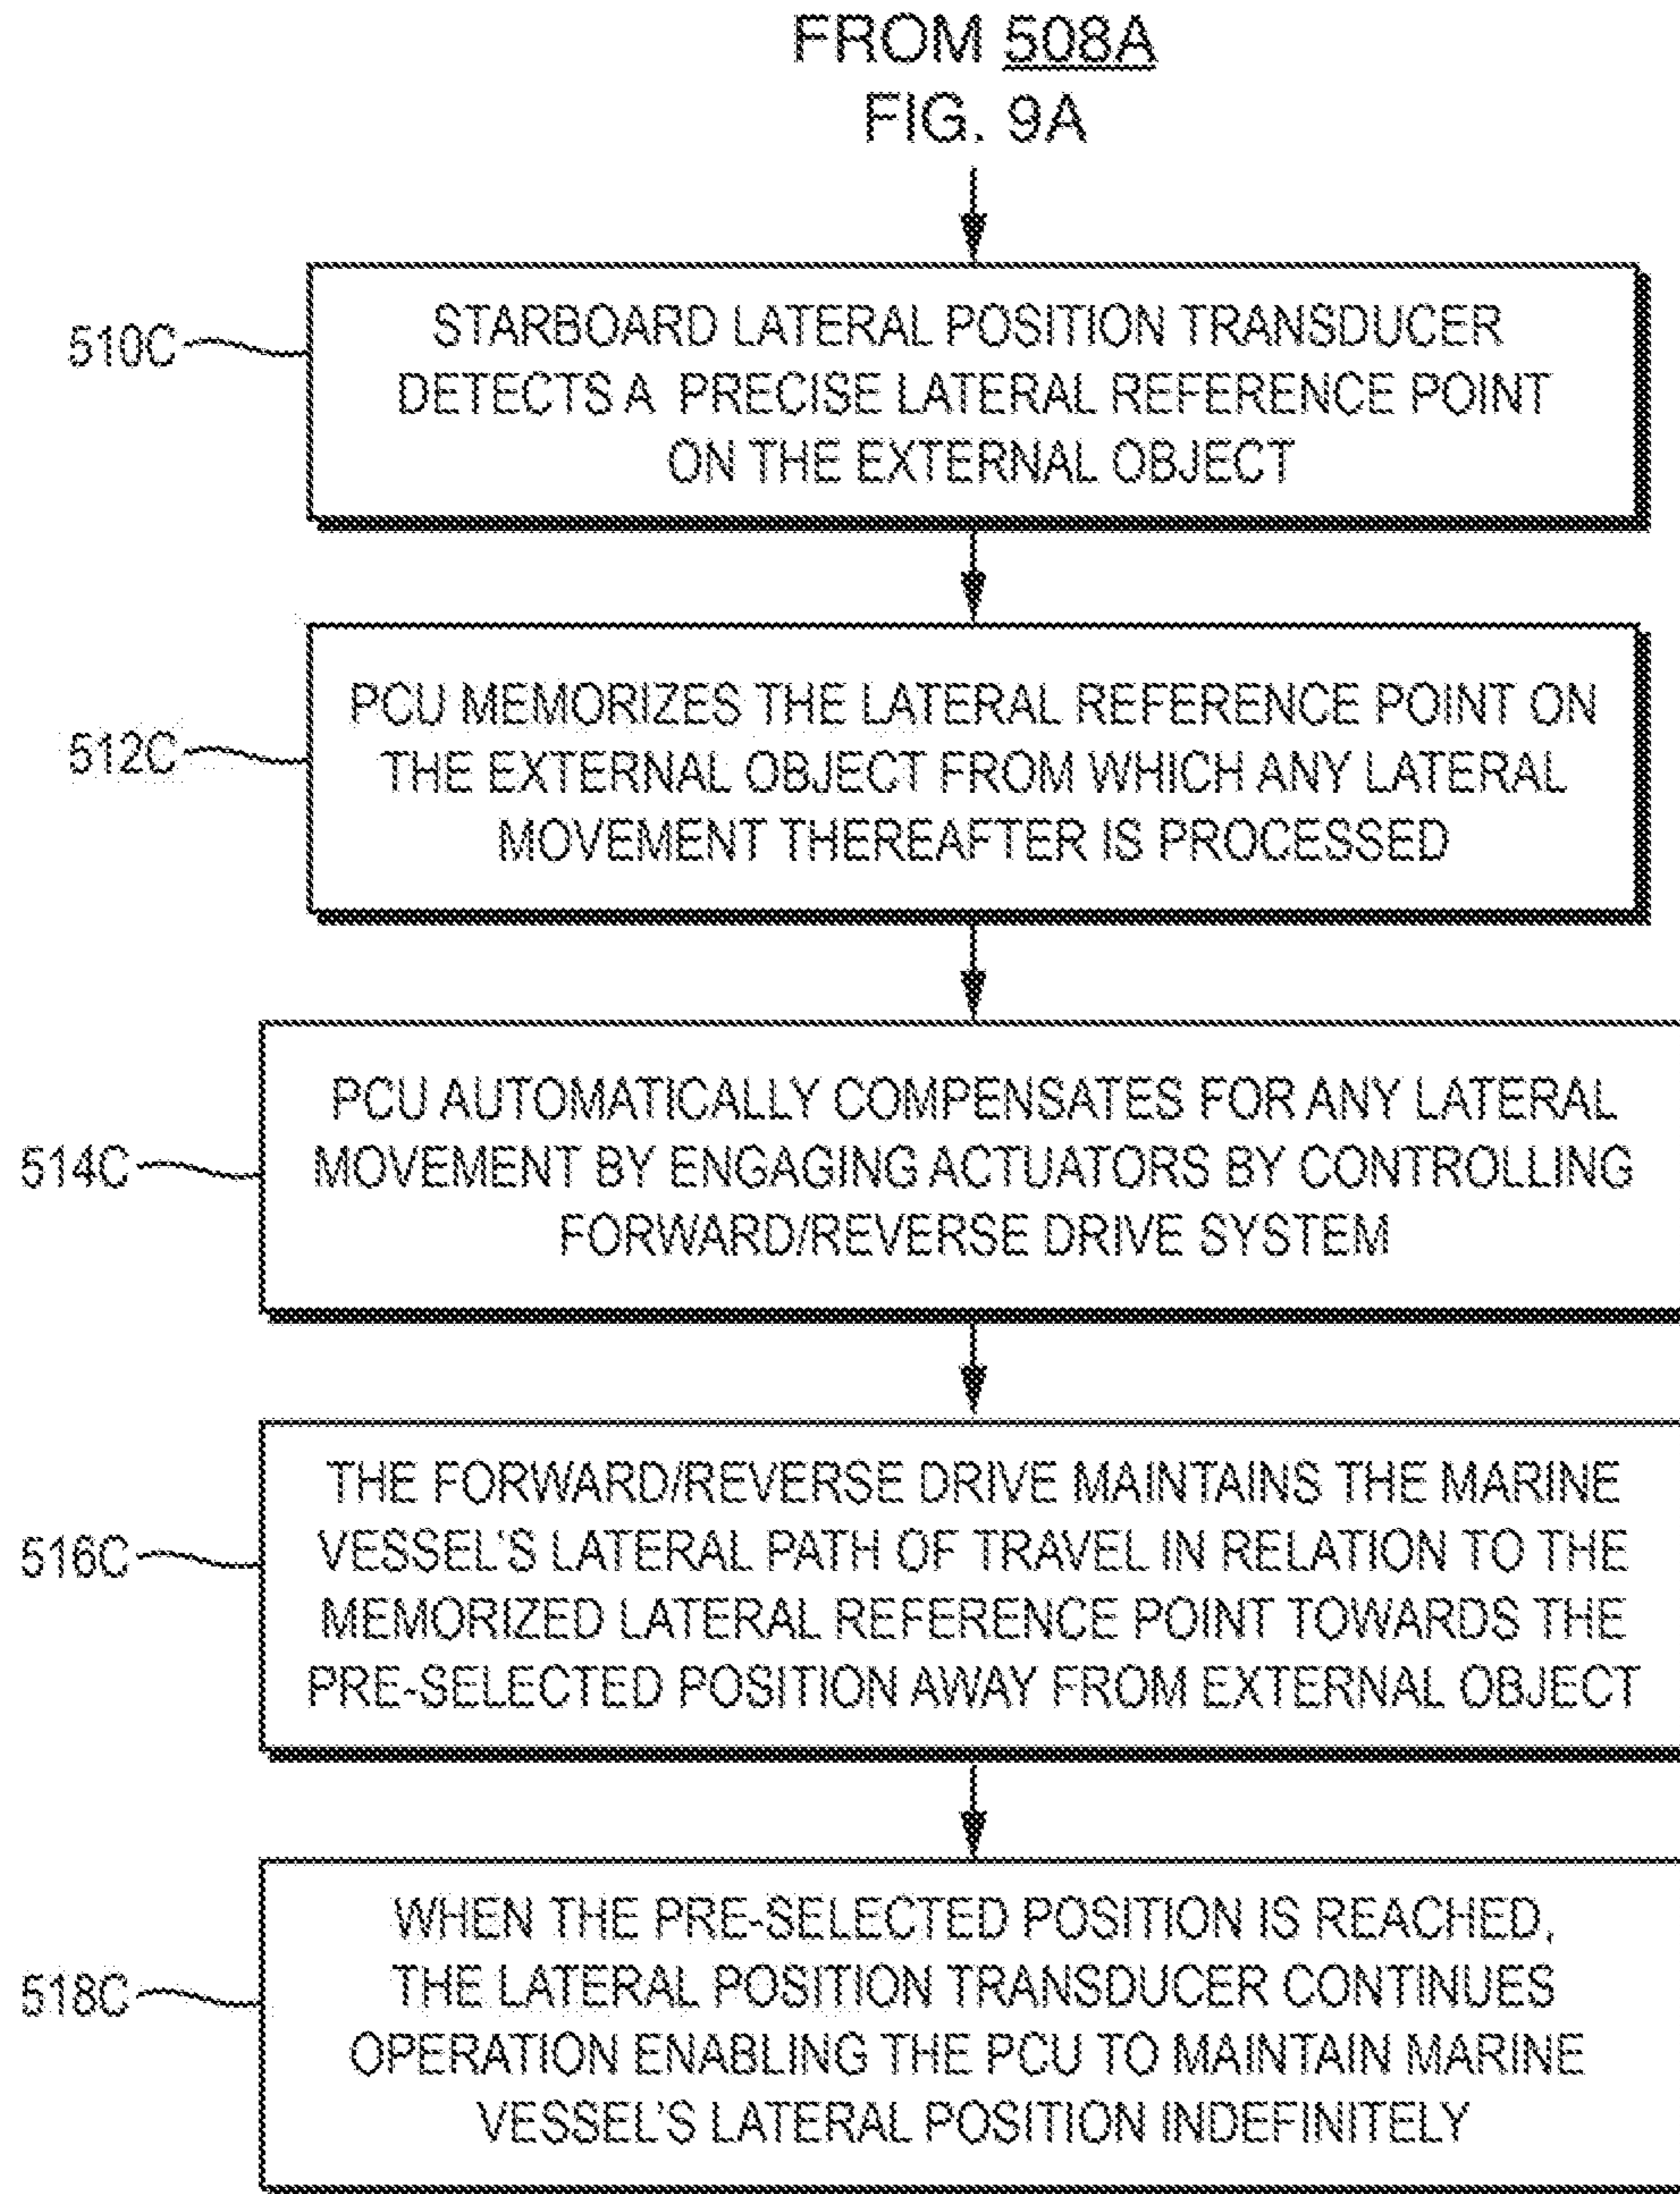 FROM 508A
FIG. 9A
510C
STARBOARD LATERAL POSITION TRANSDUCER
DETECTS A PRECISE LATERAL REFERENCE POINT
ON THE EXTERNAL OBJECT
512C
PCU MEMORIZES THE LATERAL REFERENCE POINT ON
THE EXTERNAL OBJECT FROM WHICH ANY LATERAL
MOVEMENT THEREAFTER IS PROCESSED
514C
PCU AUTOMATICALLY COMPENSATES FOR ANY LATERAL
MOVEMENT BY ENGAGING ACTUATORS BY CONTROLLING
FORWARD/REVERSE DRIVE SYSTEM
516C
THE FORWARD/REVERSE DRIVE MAINTAINS THE MARINE
VESSEL'S LATERAL PATH OF TRAVEL IN RELATION TO THE
MEMORIZED LATERAL REFERENCE POINT TOWARDS THE
PRE-SELECTED POSITION AWAY FROM EXTERNAL OBJECT
518C
WHEN THE PRE-SELECTED POSITION IS REACHED,
THE LATERAL POSITION TRANSDUCER CONTINUES
OPERATION ENABLING THE PCU TO MAINTAIN MARINE
VESSEL'S LATERAL POSITION INDEFINITELY